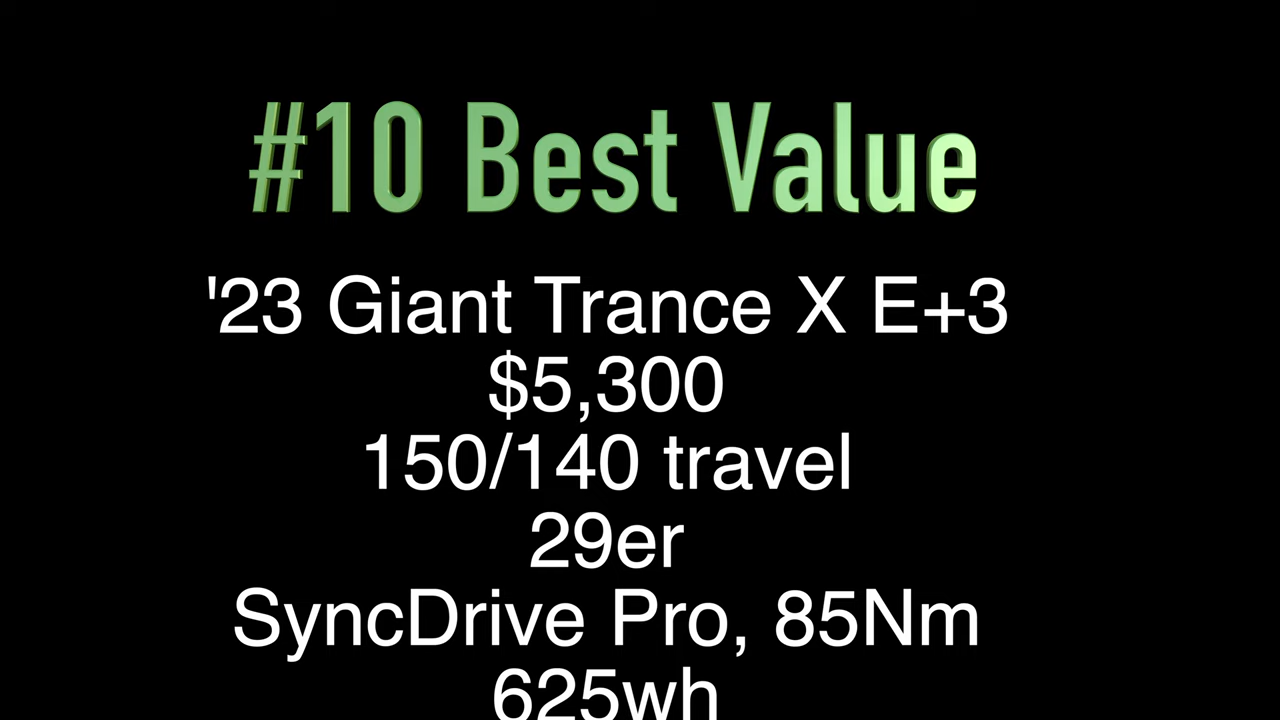 #10 Best Value
'23 Giant Trance X E+3
$5,300
150/140 travel
29er
SyncDrive Pro, 85Nm
625wh